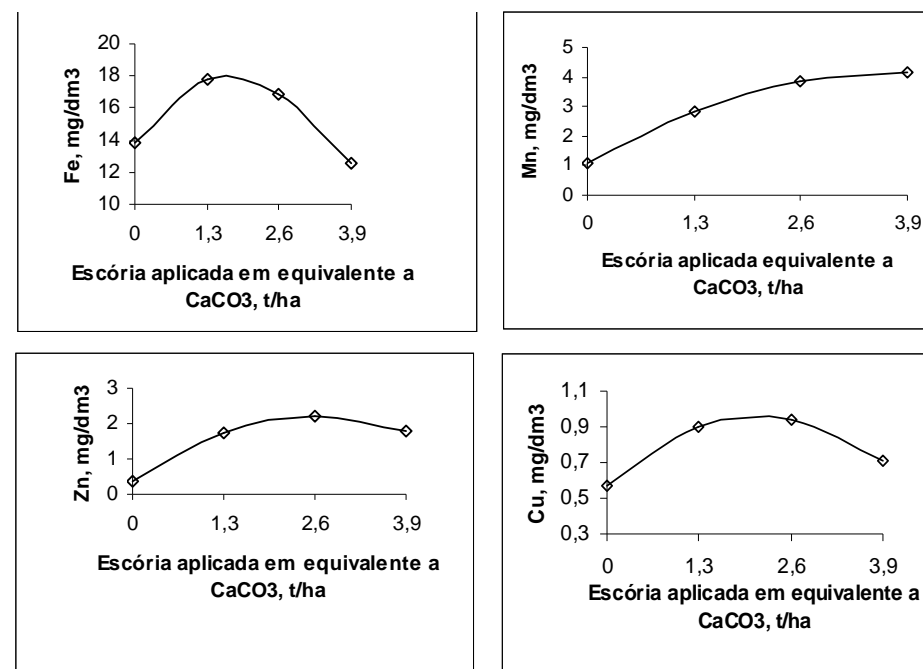 Fe, mg/dm3
20
18
16
14
12
10
0 1,3 2,6 3,9
Escória aplicada em equivalente a
CaCO3, t/ha
Mn, mg/dm3
5
4
3
2
1
0
0 1,3 2,6 3,9
Escória aplicada equivalente a
CaCO3, t/ha
Zn, mg/dm3
3
2
1
0
0 1,3 2,6 3,9
Escória aplicada em equivalente a
CaCO3, t/ha
Cu, mg/dm3
1,1
0,9
0,7
0,5
0,3
0 1,3 2,6 3,9
Escória aplicada em equivalente a
CaCO3, t/ha